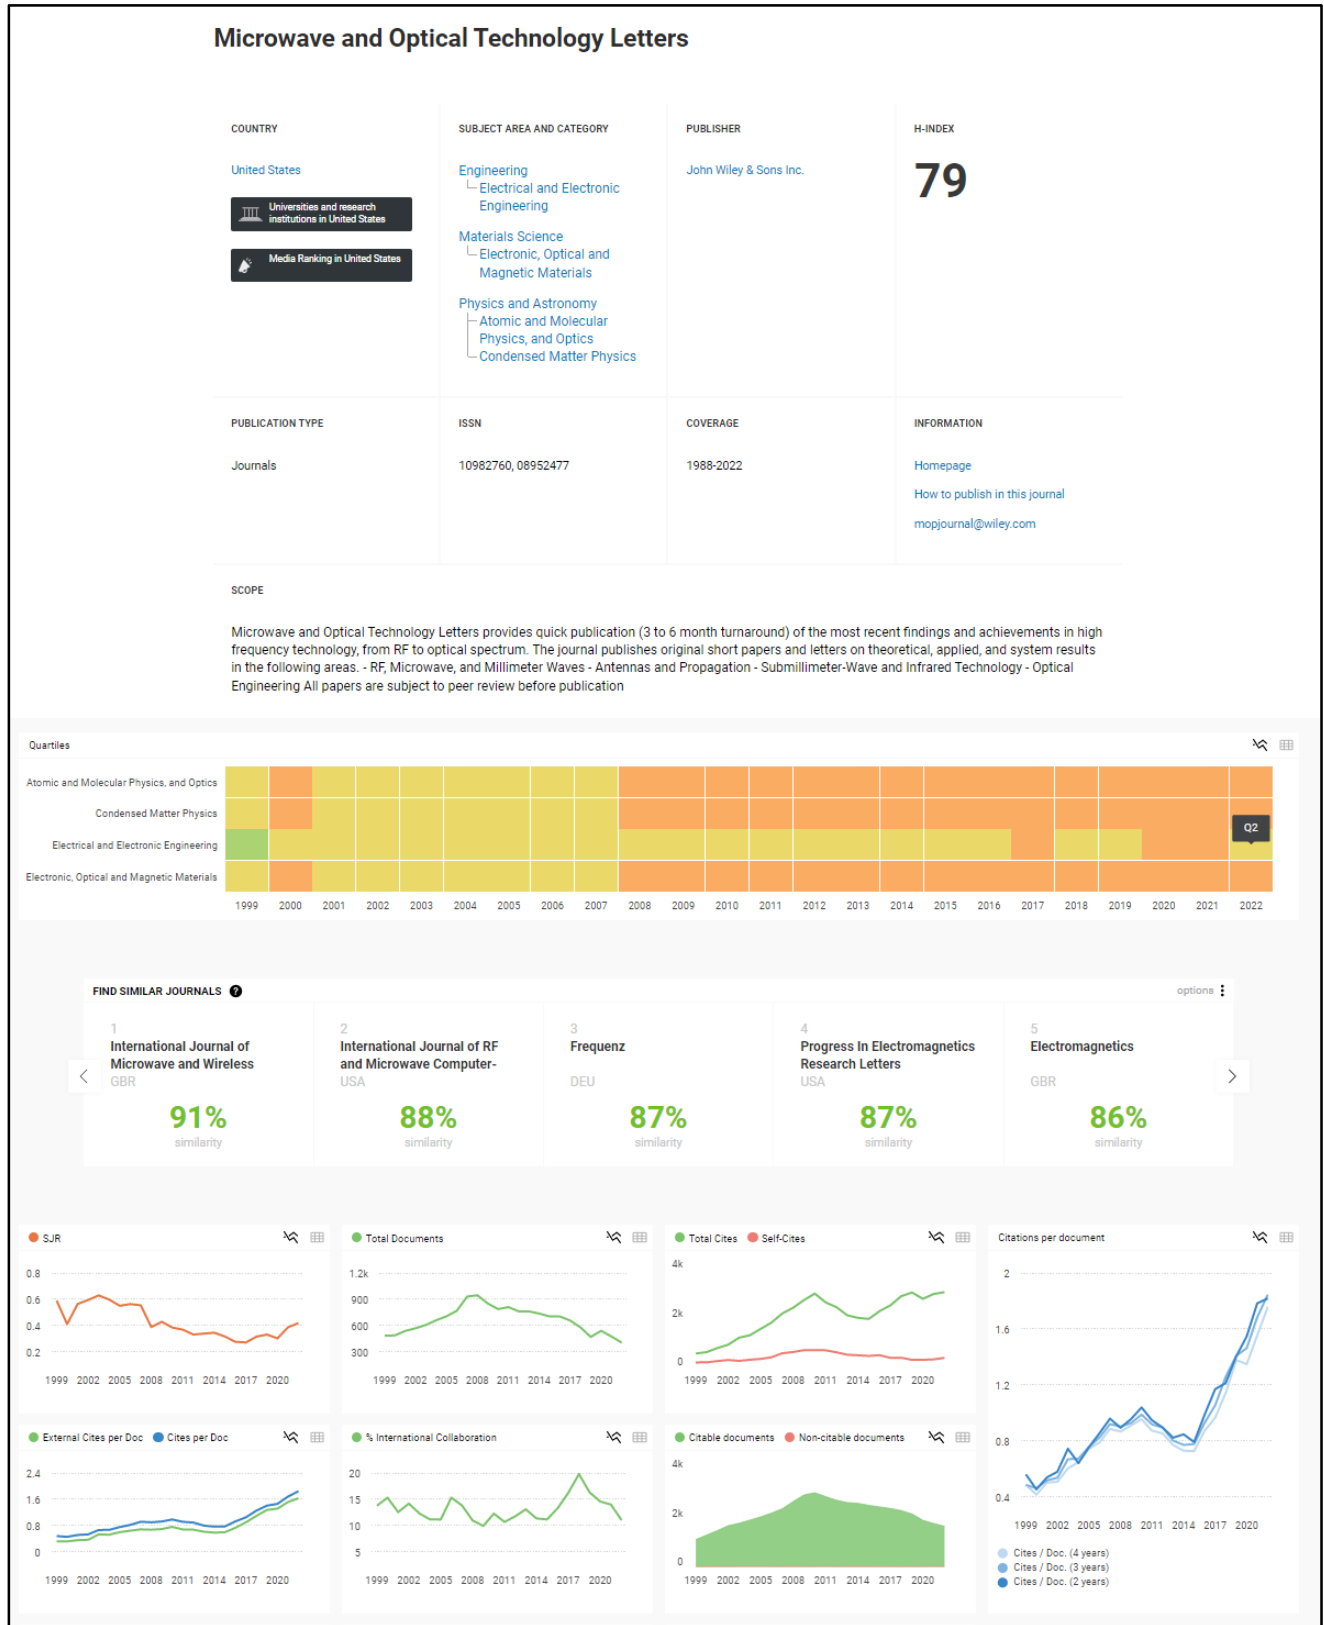 Microwave and Optical Technology Letters
COUNTRY
United States
Universities and research
institutions in United States
Media Ranking in United States
SUBJECT AREA AND CATEGORY
Engineering
Electrical and Electronic
Engineering
Materials Science
Electronic, Optical and
Magnetic Materials
Physics and Astronomy
Atomic and Molecular
Physics, and Optics
Condensed Matter Physics
PUBLISHER
John Wiley & Sons Inc.
H-INDEX
79
PUBLICATION TYPE
Journals
ISSN
10982760, 08952477
COVERAGE
1988-2022
INFORMATION
Homepage
How to publish in this journal
mopjournal@wiley.com
SCOPE
Microwave and Optical Technology Letters provides quick publication (3 to 6 month turnaround) of the most recent findings and achievements in high
frequency technology, from RF to optical spectrum. The journal publishes original short papers and letters on theoretical, applied, and system results
in the following areas. - RF, Microwave, and Millimeter Waves - Antennas and Propagation - Submillimeter-Wave and Infrared Technology - Optical
Engineering All papers are subject to peer review before publication
Quartiles
Atomic and Molecular Physics, and Optics
Condensed Matter Physics
Electrical and Electronic Engineering
Electronic, Optical and Magnetic Materials
Q2
1999 2000 2001 2002 2003 2004 2005 2006 2007 2008 2009 2010 2011 2012 2013 2014 2015 2016 2017 2018 2019 2020 2021 2022
FIND SIMILAR JOURNALS ?
options
1
International Journal of
Microwave and Wireless
GBR
91%
similarity
2
International Journal of RF
and Microwave Computer-
USA
88%
similarity
3
Frequenz
DEU
87%
similarity
4
Progress In Electromagnetics
Research Letters
USA
87%
similarity
5
Electromagnetics
GBR
86%
similarity
SJR
0.8
0.6
0.4
0.2
1999 2002 2005 2008 2011 2014 2017 2020
Total Documents
1.2k
900
600
300
1999 2002 2005 2008 2011 2014 2017 2020
Total Cites Self-Cites
4k
2k
0
1999 2002 2005 2008 2011 2014 2017 2020
Citations per document
2
1.6
1.2
0.8
0.4
1999 2002 2005 2008 2011 2014 2017 2020
Cites / Doc. (4 years)
Cites / Doc. (3 years)
Cites / Doc. (2 years)
External Cites per Doc Cites per Doc
2.4
1.6
0.8
0
1999 2002 2005 2008 2011 2014 2017 2020
% International Collaboration
20
15
10
5
1999 2002 2005 2008 2011 2014 2017 2020
Citable documents Non-citable documents
4k
2k
0
1999 2002 2005 2008 2011 2014 2017 2020